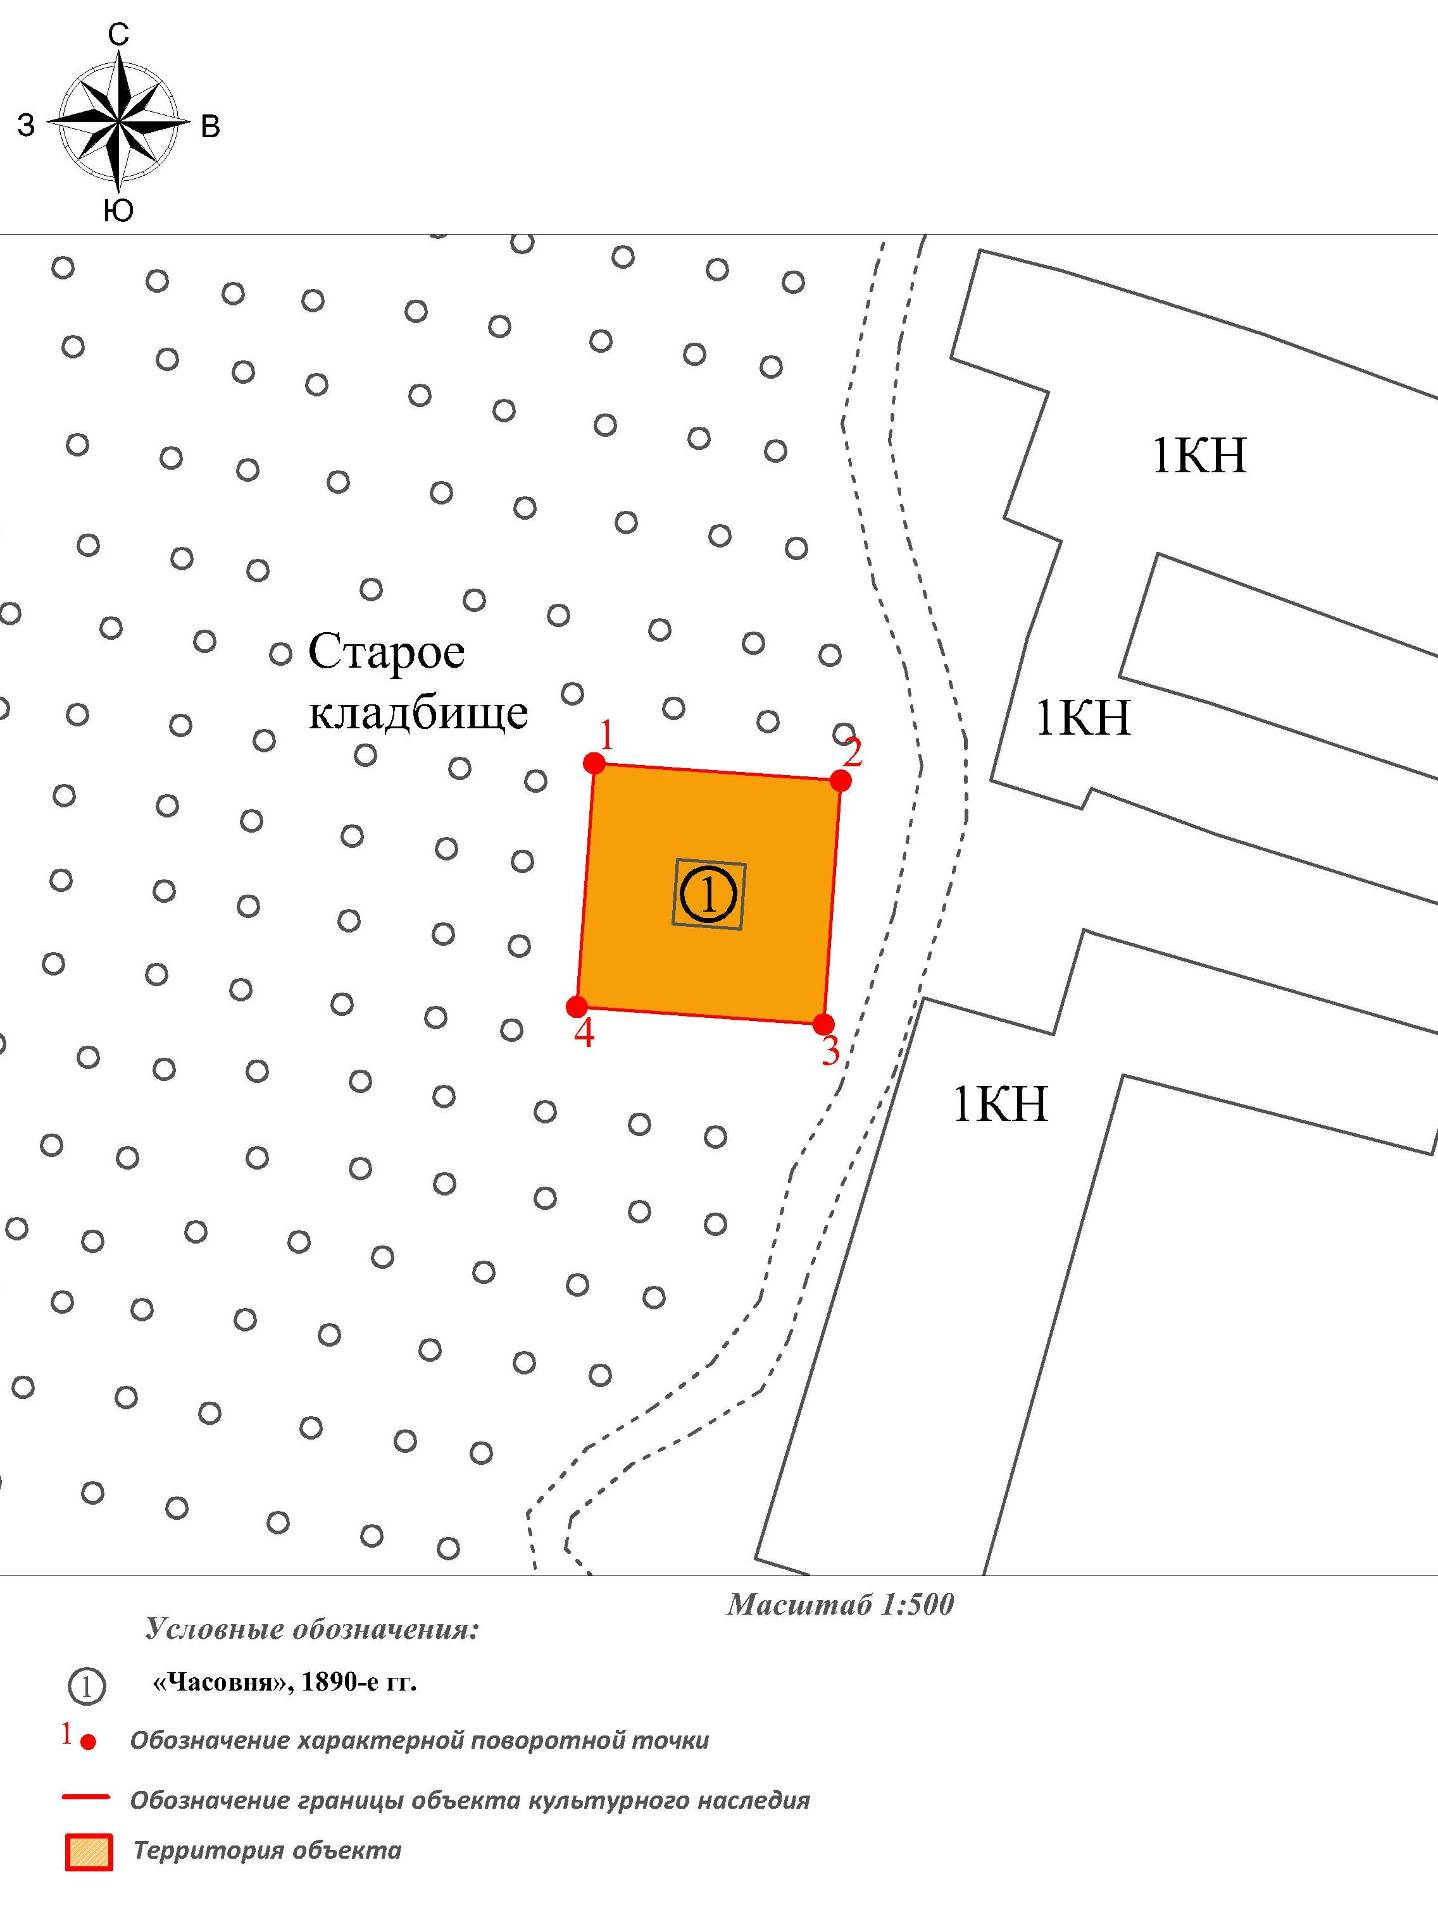 С
З
В
Ю
1КН
Старое
кладбище
1КН
1
2
1
4
3
1КН
Масштаб 1:500
Условные обозначения:
1
«Часовня», 1890-е гг.
1
Обозначение характерной поворотной точки
Обозначение границы объекта культурного наследия
Территория объекта